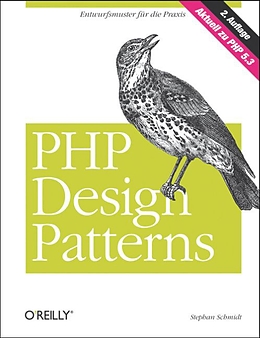 Entwurfsmuster für die Praxis
2. Auflage
Aktuell zu PHP 5.3
PHP
Design
Patterns
O'REILLY®
Stephan Schmidt